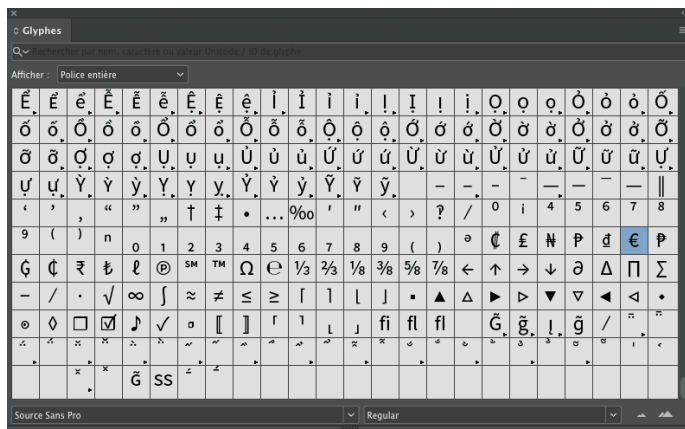 Glyphes
Rechercher par nom, caractère ou valeur Unicode / ID de glyphe
Afficher : Police entière
Ể Ể ể Ễ Ễ ễ Ệ Ệ ệ Ỉ Ỉ ỉ ỉ Ị Ị ị ị Ọ ọ ọ Ỏ ỏ ỏ Ố
ố ố Ồ ồ ồ Ổ ổ ổ Ỗ ỗ ỗ Ộ ộ ộ Ớ ớ ớ Ờ ờ ờ Ở ở ở Ỡ
ỡ ỡ Ợ ợ ợ Ụ Ụ ụ Ủ Ủ ủ Ứ ứ ứ Ừ Ừ ừ Ử Ử ử Ữ Ữ ữ Ự
Ự ự Ỳ Ỳ ỳ Ỵ Ỵ ỵ Ỷ Ỷ ỷ Ỹ Ỹ ỹ ‐ – — ― ‖
‘ ’ ‚ “ ” „ † ‡ • … ‰ ′ ″ ‹ › ‽ ⁄ ⁰ ⁱ ⁴ ⁵ ⁶ ⁷ ⁸
⁹ ⁽ ⁾ ⁿ ₀ ₁ ₂ ₃ ₄ ₅ ₆ ₇ ₈ ₉ ₍ ₎ ₔ ₡ ₤ ₦ ₱ ₫ € ₱
₲ ₵ ₹ ₺ ℓ ℗ ℠ ™ Ω ℮ ⅓ ⅔ ⅛ ⅜ ⅝ ⅞ ← ↑ → ↓ ∂ ∆ ∏ ∑
− ∕ ∙ √ ∞ ∫ ≈ ≠ ≤ ≥ ⌈ ⌉ ⌊ ⌋ ▪ ▲ △ ▶ ▷ ▼ ▽ ◀ ◁ ◆
◉ ◊ ☐ ☑ ♪ ✓ ⟦ ⟧ ⸢ ⸣ ⸤ ⸥ fi fl fl G̃ g̃ ị g̃ /
G̃ SS
Source Sans Pro Regular